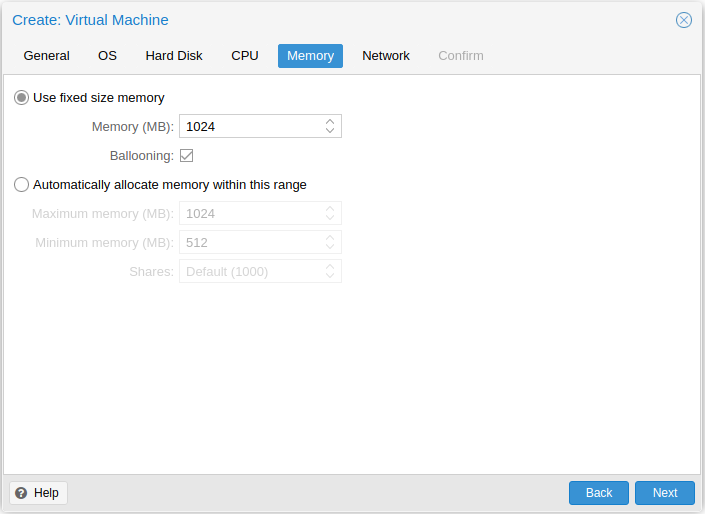 Create: Virtual Machine
General OS Hard Disk CPU Memory Network Confirm
Use fixed size memory
Memory (MB): 1024
Ballooning:
Automatically allocate memory within this range
Maximum memory (MB): 1024
Minimum memory (MB): 512
Shares: Default (1000)
? Help Back Next